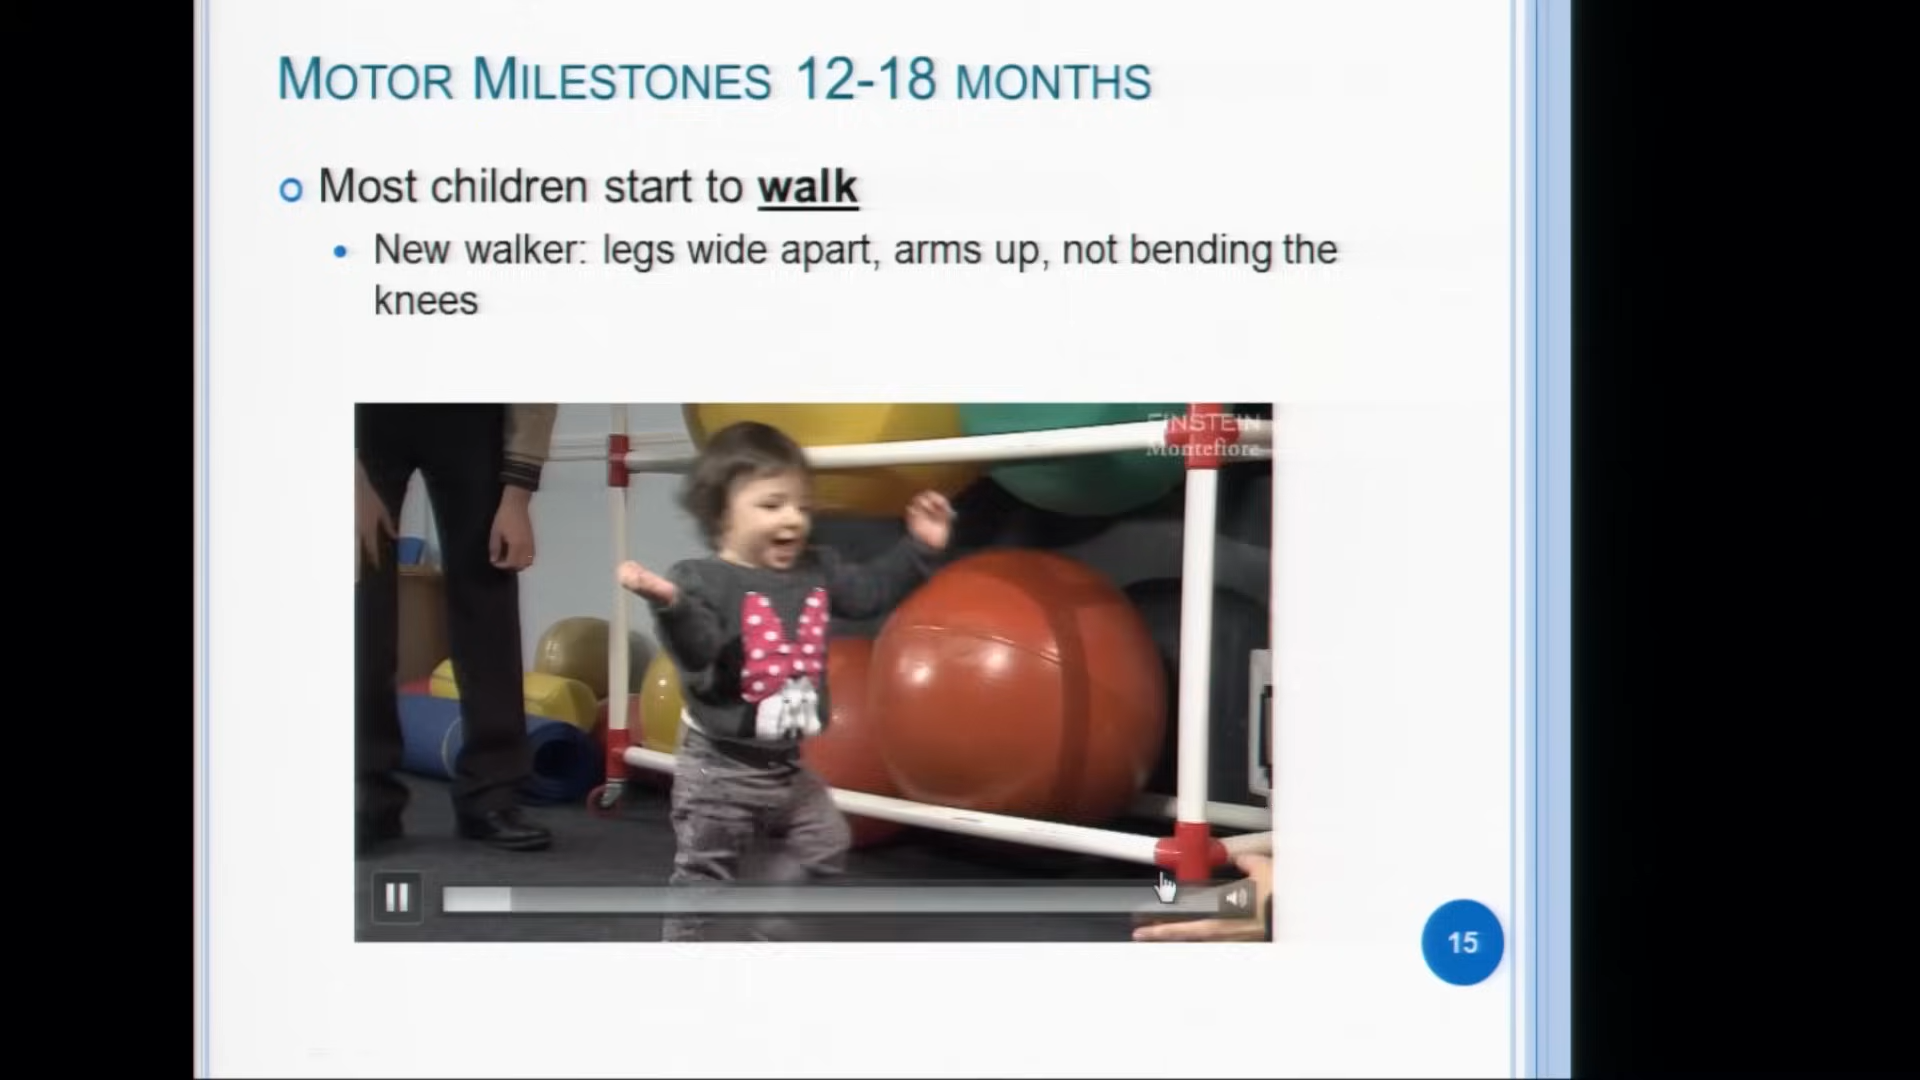 MOTOR MILESTONES 12-18 MONTHS
Most children start to walk
New walker: legs wide apart, arms up, not bending the
knees
EINSTEIN
Montefiore
15